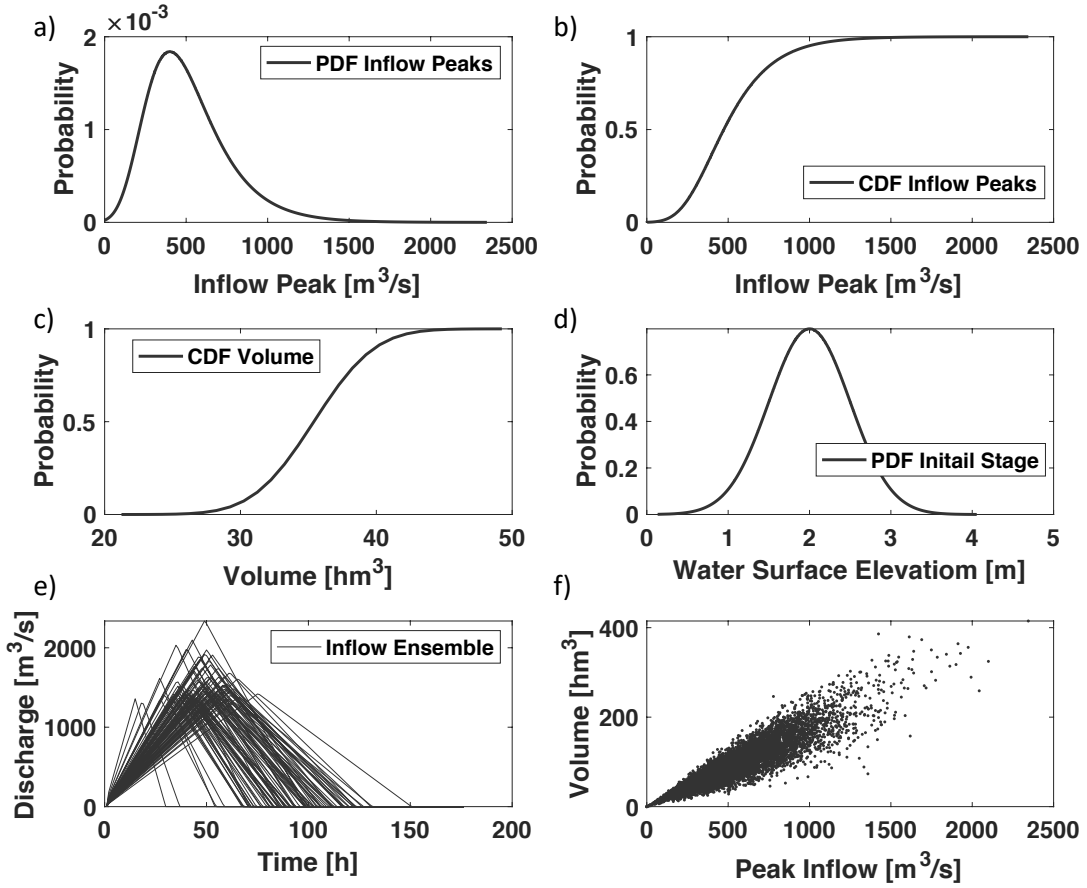 a)
×10⁻³
2
1
0
Probability
PDF Inflow Peaks
0 500 1000 1500 2000 2500
Inflow Peak [m³/s]
b)
1
0.5
0
Probability
CDF Inflow Peaks
0 500 1000 1500 2000 2500
Inflow Peak [m³/s]
c)
1
0.5
0
Probability
CDF Volume
20 30 40 50
Volume [hm³]
d)
0.6
0.4
0.2
0
Probability
PDF Initail Stage
0 1 2 3 4 5
Water Surface Elevatiom [m]
e)
2000
1000
0
Discharge [m³/s]
Inflow Ensemble
0 50 100 150 200
Time [h]
f)
400
200
0
Volume [hm³]
0 500 1000 1500 2000 2500
Peak Inflow [m³/s]